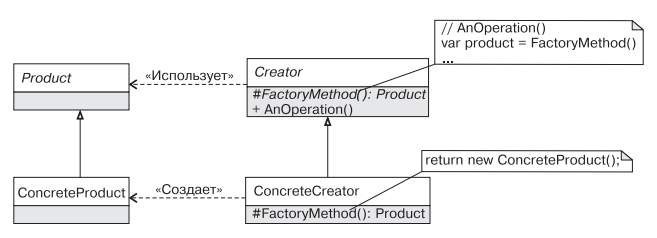 // AnOperation()
var product = FactoryMethod()
...
Product
«Использует»
Creator
#FactoryMethod(): Product
+ AnOperation()
return new ConcreteProduct();
ConcreteProduct
«Создает»
ConcreteCreator
#FactoryMethod(): Product